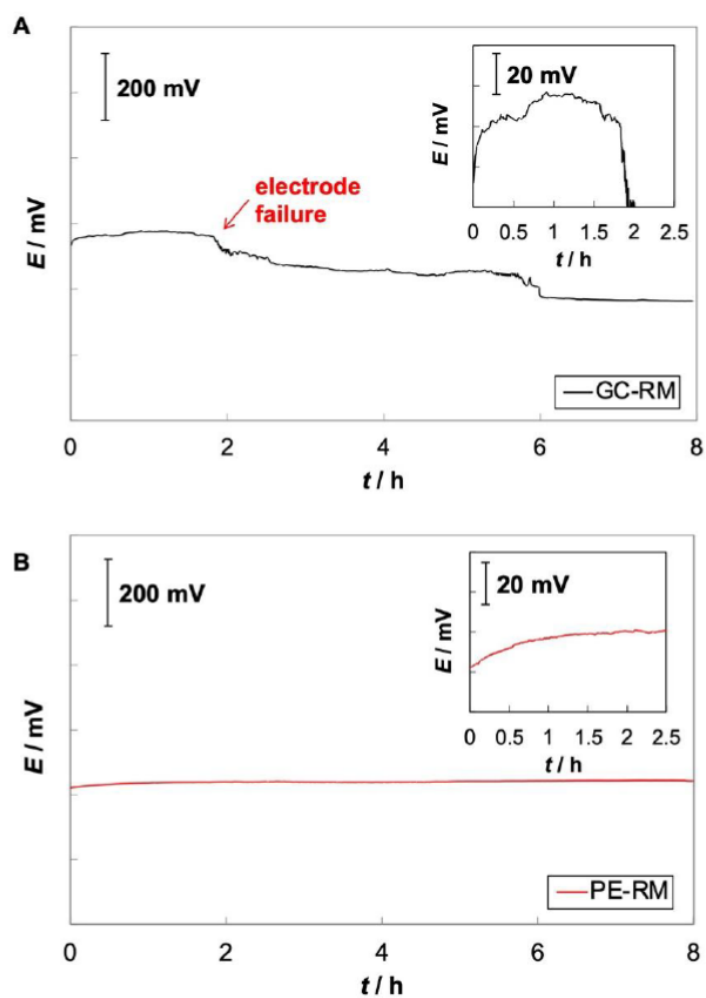 A
200 mV
20 mV
E / mV
0 0.5 1 1.5 2 2.5
t / h
electrode
failure
E / mV
GC-RM
0 2 4 6 8
t / h
B
200 mV
20 mV
E / mV
0 0.5 1 1.5 2 2.5
t / h
E / mV
PE-RM
0 2 4 6 8
t / h